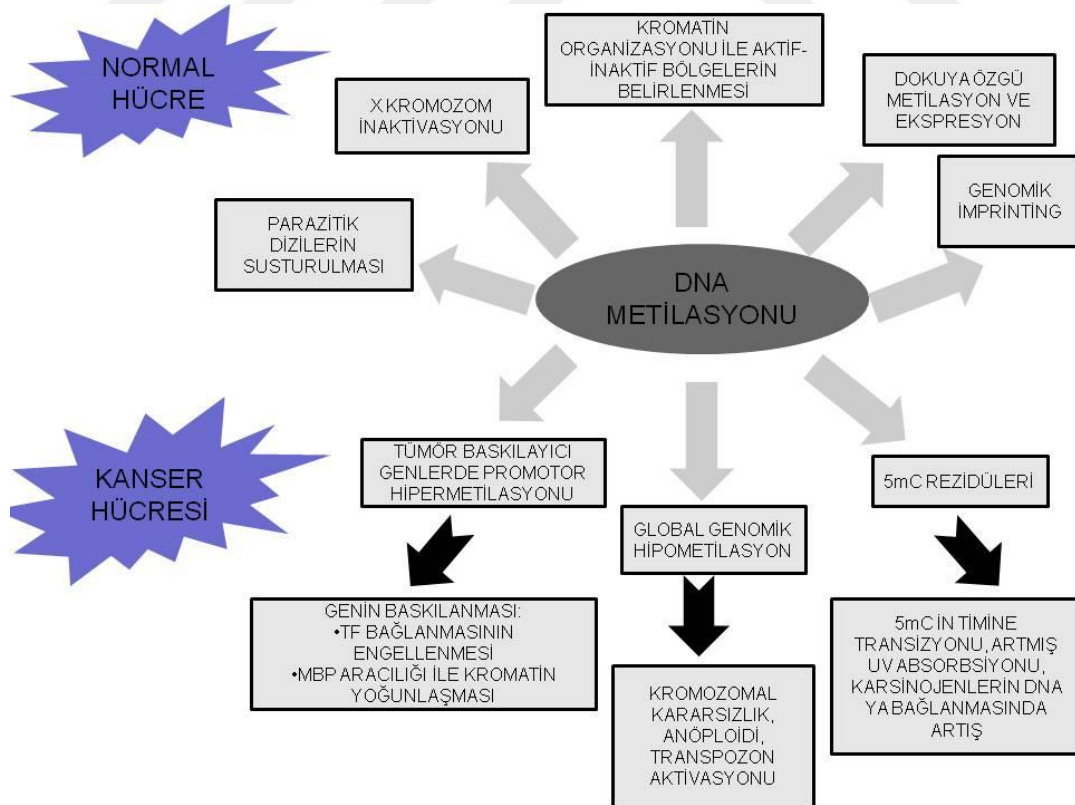 NORMAL
HÜCRE
KROMATİN
ORGANİZASYONU İLE AKTİF-
İNAKTİF BÖLGELERİN
BELİRLENMESİ
X KROMOZOM
İNAKTİVASYONU
DOKUYA ÖZGÜ
METİLASYON VE
EKSPRESYON
PARAZİTİK
DİZİLERİN
SUSTURULMASI
GENOMİK
İMPRİNTİNG
DNA
METİLASYONU
KANSER
HÜCRESİ
TÜMÖR BASKILAYICI
GENLERDE PROMOTOR
HİPERMETİLASYONU
GLOBAL GENOMİK
HİPOMETİLASYON
5mC REZİDÜLERİ
GENİN BASKILANMASI:
•TF BAĞLANMASININ
ENGELLENMESİ
•MBP ARACILIĞI İLE KROMATİN
YOĞUNLAŞMASI
KROMOZOMAL
KARARSIZLIK,
ANÖPLOİDİ,
TRANSPOZON
AKTİVASYONU
5mC İN TİMİNE
TRANSİZYONU, ARTMIŞ
UV ABSORBSİYONU,
KARSİNOJENLERİN DNA
YA BAĞLANMASINDA
ARTIŞ